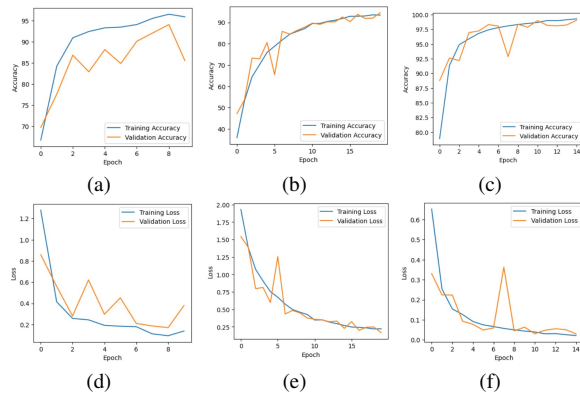 95
90
85
80
75
70
Accuracy
Training Accuracy
Validation Accuracy
0 2 4 6 8
Epoch
(a)
90
80
70
60
50
40
Accuracy
Training Accuracy
Validation Accuracy
0 5 10 15
Epoch
(b)
100.0
97.5
95.0
92.5
90.0
87.5
85.0
82.5
80.0
Accuracy
Training Accuracy
Validation Accuracy
0 2 4 6 8 10 12 14
Epoch
(c)
1.2
1.0
0.8
0.6
0.4
0.2
Loss
Training Loss
Validation Loss
0 2 4 6 8
Epoch
(d)
2.00
1.75
1.50
1.25
1.00
0.75
0.50
0.25
Loss
Training Loss
Validation Loss
0 5 10 15
Epoch
(e)
0.6
0.5
0.4
0.3
0.2
0.1
0.0
Loss
Training Loss
Validation Loss
0 2 4 6 8 10 12 14
Epoch
(f)